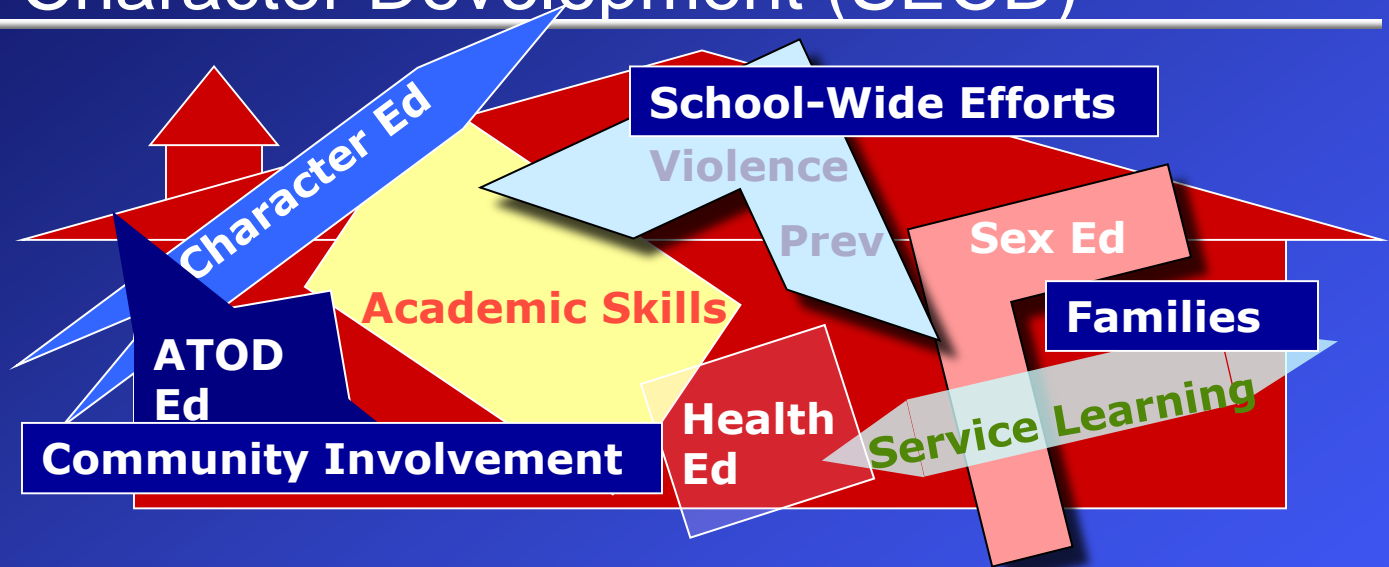 Character Development (SECD)
School-Wide Efforts
Character Ed
Violence
Prev
Sex Ed
Academic Skills
Families
ATOD
Ed
Service Learning
Health
Ed
Community Involvement